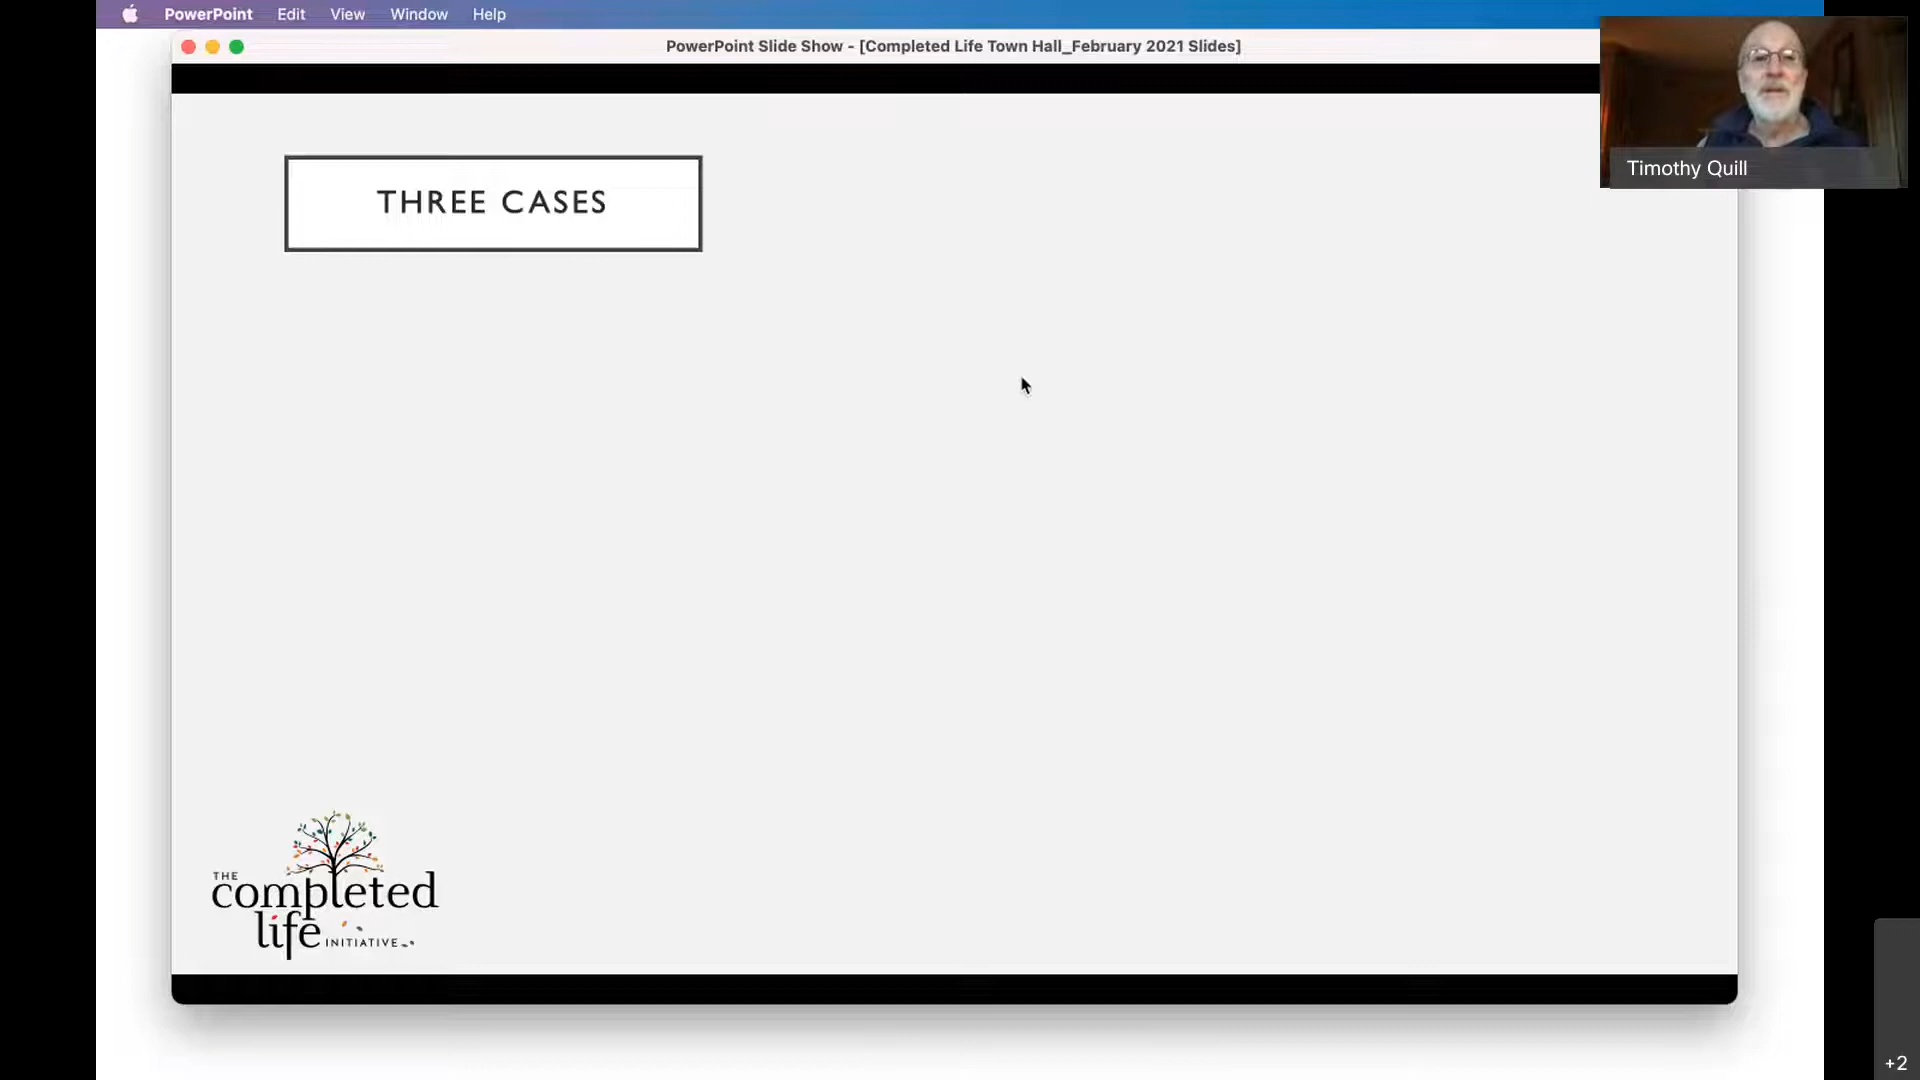 PowerPoint Edit View Window Help
PowerPoint Slide Show - [Completed Life Town Hall_February 2021 Slides]
Timothy Quill
THREE CASES
THE
completed
life INITIATIVE
+2